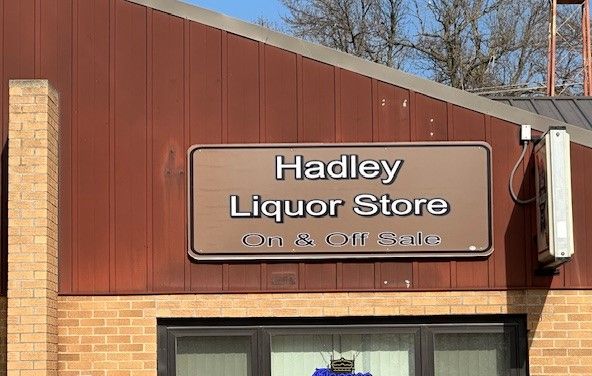 Hadley
Liquor Store
On & Off Sale